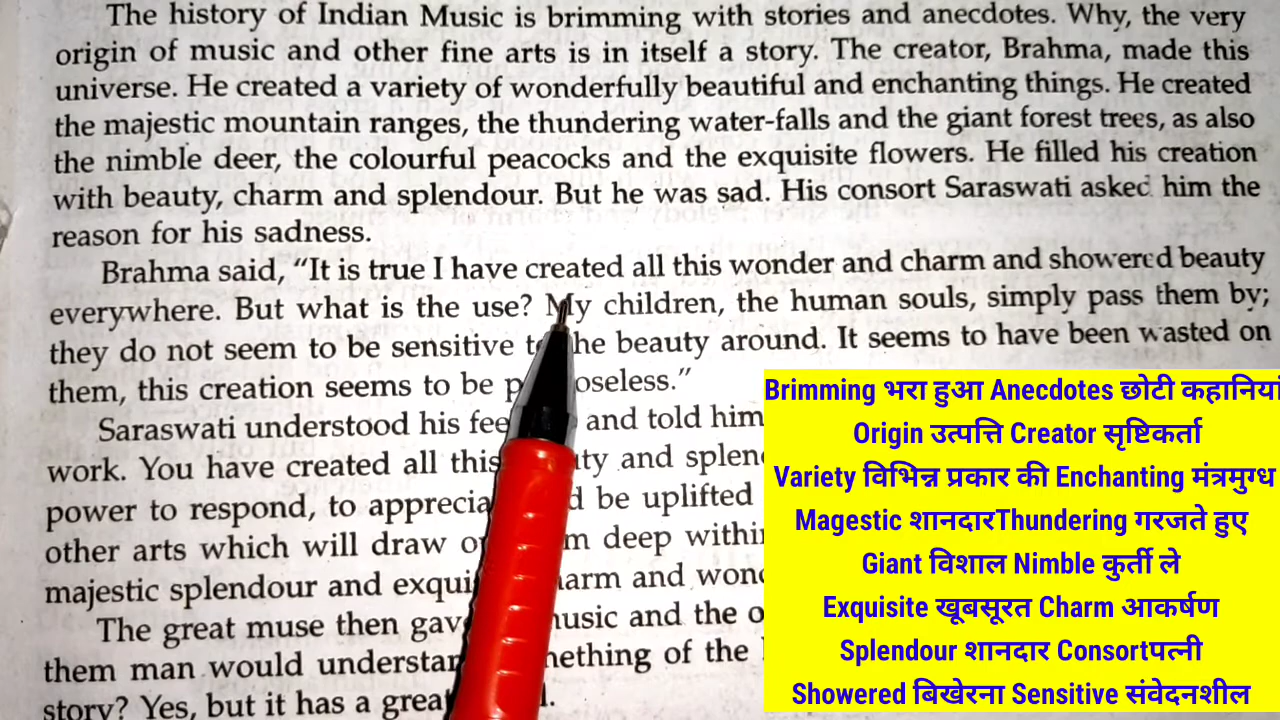 The history of Indian Music is brimming with stories and anecdotes. Why, the very
origin of music and other fine arts is in itself a story. The creator, Brahma, made this
universe. He created a variety of wonderfully beautiful and enchanting things. He created
the majestic mountain ranges, the thundering water-falls and the giant forest trees, as also
the nimble deer, the colourful peacocks and the exquisite flowers. He filled his creation
with beauty, charm and splendour. But he was sad. His consort Saraswati asked him the
reason for his sadness.
Brahma said, “It is true I have created all this wonder and charm and showered beauty
everywhere. But what is the use? My children, the human souls, simply pass them by;
they do not seem to be sensitive to the beauty around. It seems to have been wasted on
them, this creation seems to be p oseless.”
Saraswati understood his fee and told him
work. You have created all this ty and splen
power to respond, to apprecia d be uplifted
other arts which will draw o m deep within
majestic splendour and exqui arm and wond
The great muse then gav music and the o
them man would understan ething of the
story? Yes, but it has a great
Brimming भरा हुआ Anecdotes छोटी कहानियां
Origin उत्पत्ति Creator सृष्टिकर्ता
Variety विभिन्न प्रकार की Enchanting मंत्रमुग्ध
Magestic शानदारThundering गरजते हुए
Giant विशाल Nimble कुर्ती ले
Exquisite खूबसूरत Charm आकर्षण
Splendour शानदार Consortपत्नी
Showered बिखेरना Sensitive संवेदनशील